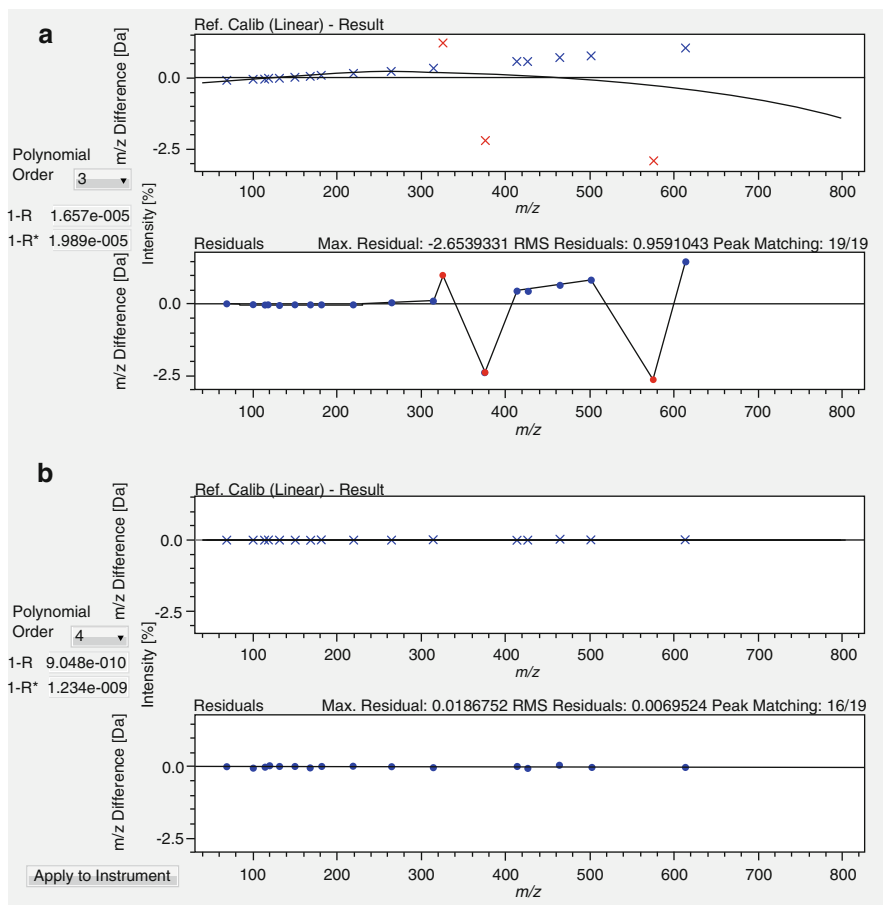 a
Ref. Calib (Linear) - Result
m/z Difference [Da]
0.0
-2.5
100 200 300 400 500 600 700 800
m/z
Polynomial
Order 3
1-R 1.657e-005
1-R* 1.989e-005
Intensity [%]
Residuals Max. Residual: -2.6539331 RMS Residuals: 0.9591043 Peak Matching: 19/19
m/z Difference [Da]
0.0
-2.5
100 200 300 400 500 600 700 800
m/z
b
Ref. Calib (Linear) - Result
m/z Difference [Da]
0.0
-2.5
100 200 300 400 500 600 700 800
m/z
Polynomial
Order 4
1-R 9.048e-010
1-R* 1.234e-009
Intensity [%]
Residuals Max. Residual: 0.0186752 RMS Residuals: 0.0069524 Peak Matching: 16/19
m/z Difference [Da]
0.0
-2.5
100 200 300 400 500 600 700 800
m/z
Apply to Instrument